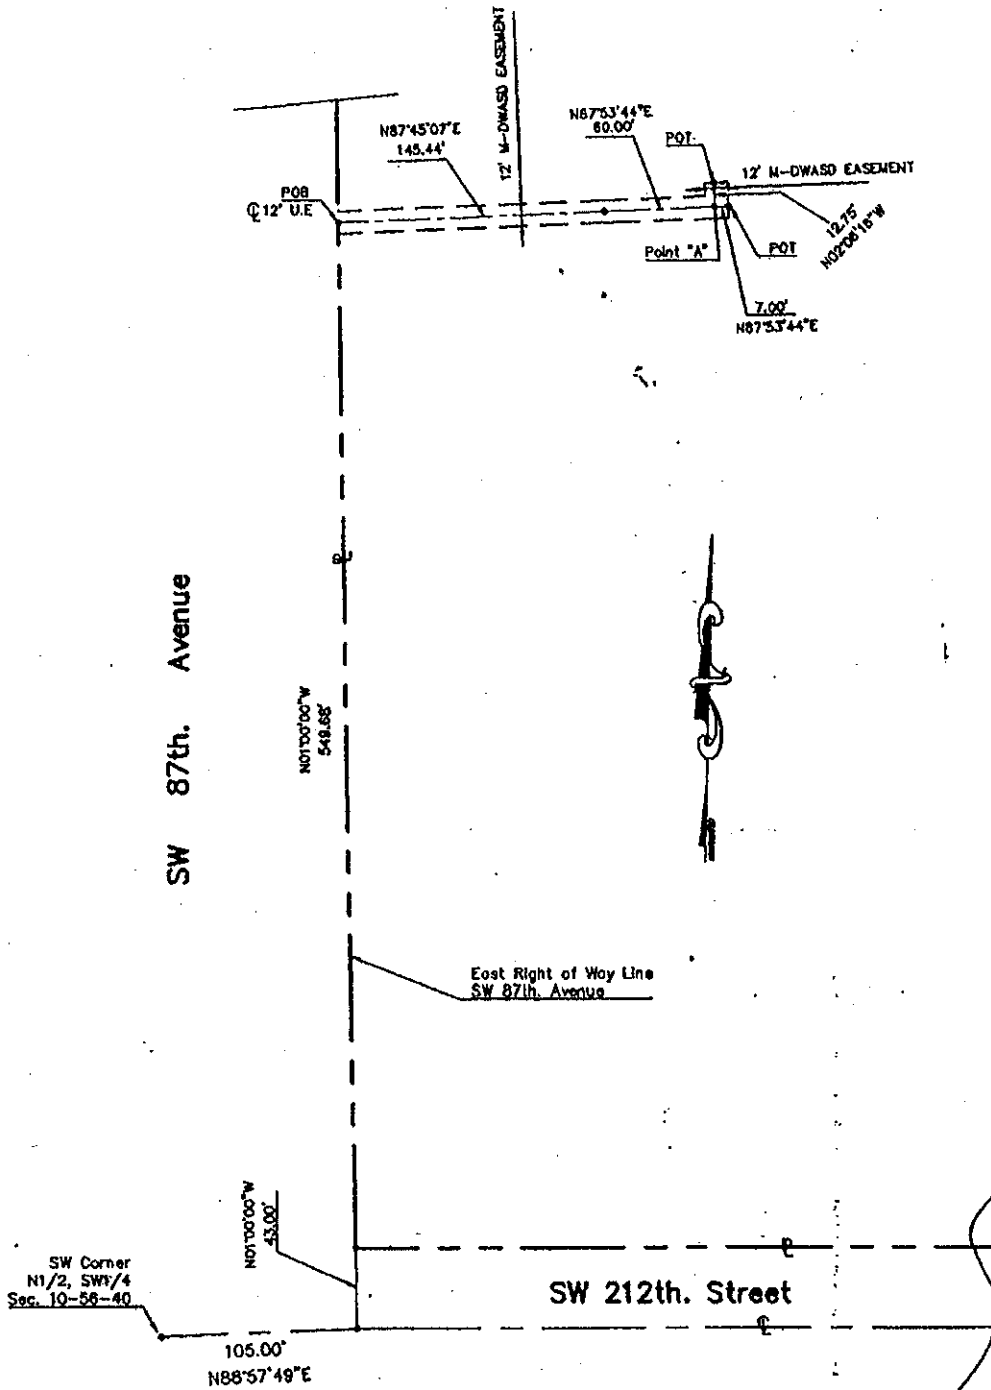 12' M-DWASD EASEMENT
N87°45'07"E
145.44'
N87°53'44"E
60.00'
POT
12' M-DWASD EASEMENT
POB
℄ 12' U.E
12.75'
N02°06'16"W
Point "A"
POT
7.00'
N87°53'44"E
SW 87th. Avenue
N01°00'00"W
549.68'
East Right of Way Line
SW 87th. Avenue
N01°00'00"W
43.00'
SW Corner
N1/2, SW1/4
Sec. 10-56-40
SW 212th. Street
℄
105.00'
N88°57'49"E